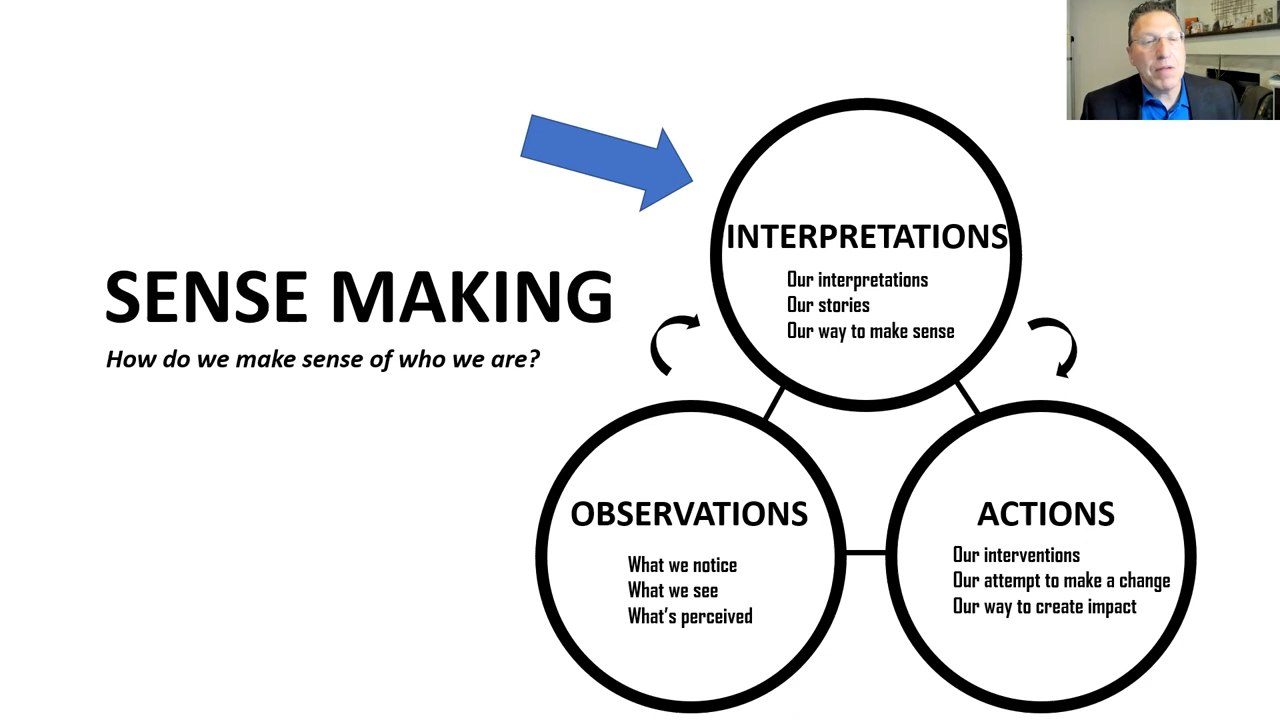 SENSE MAKING
How do we make sense of who we are?
INTERPRETATIONS
Our interpretations
Our stories
Our way to make sense
OBSERVATIONS
What we notice
What we see
What's perceived
ACTIONS
Our interventions
Our attempt to make a change
Our way to create impact